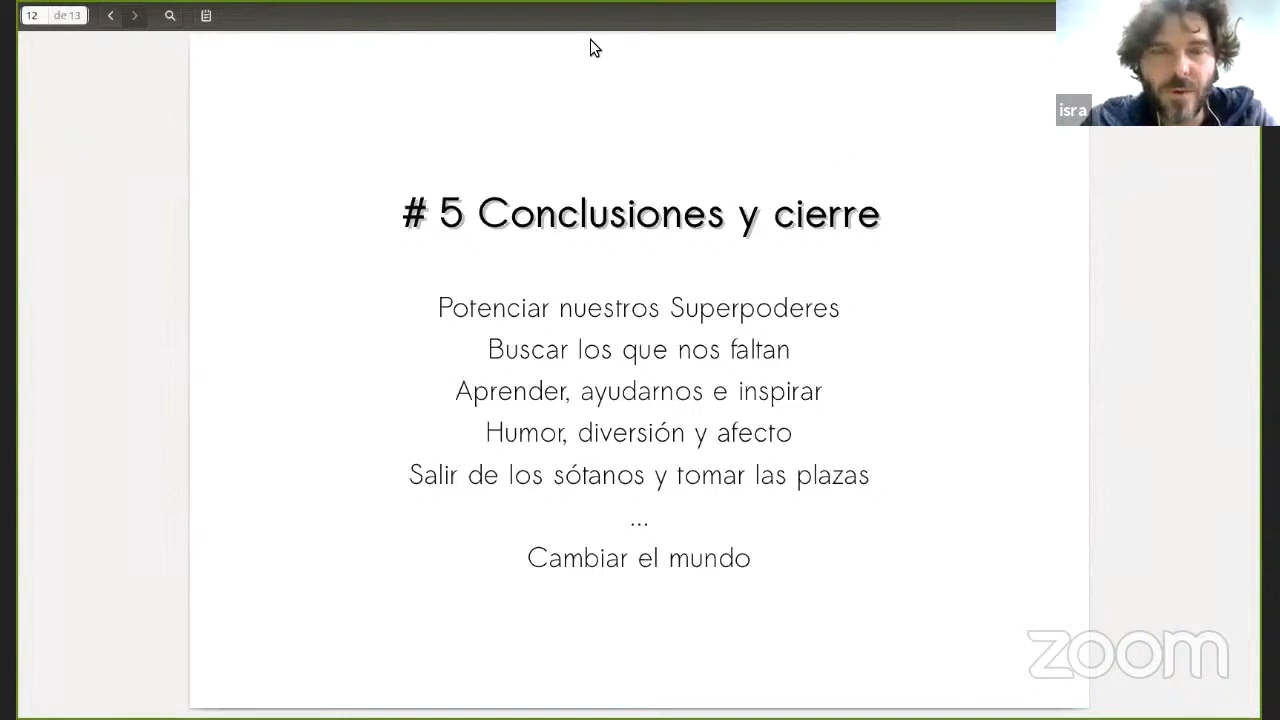 12 de 13
isra
# 5 Conclusiones y cierre
Potenciar nuestros Superpoderes
Buscar los que nos faltan
Aprender, ayudarnos e inspirar
Humor, diversión y afecto
Salir de los sótanos y tomar las plazas
...
Cambiar el mundo
zoom